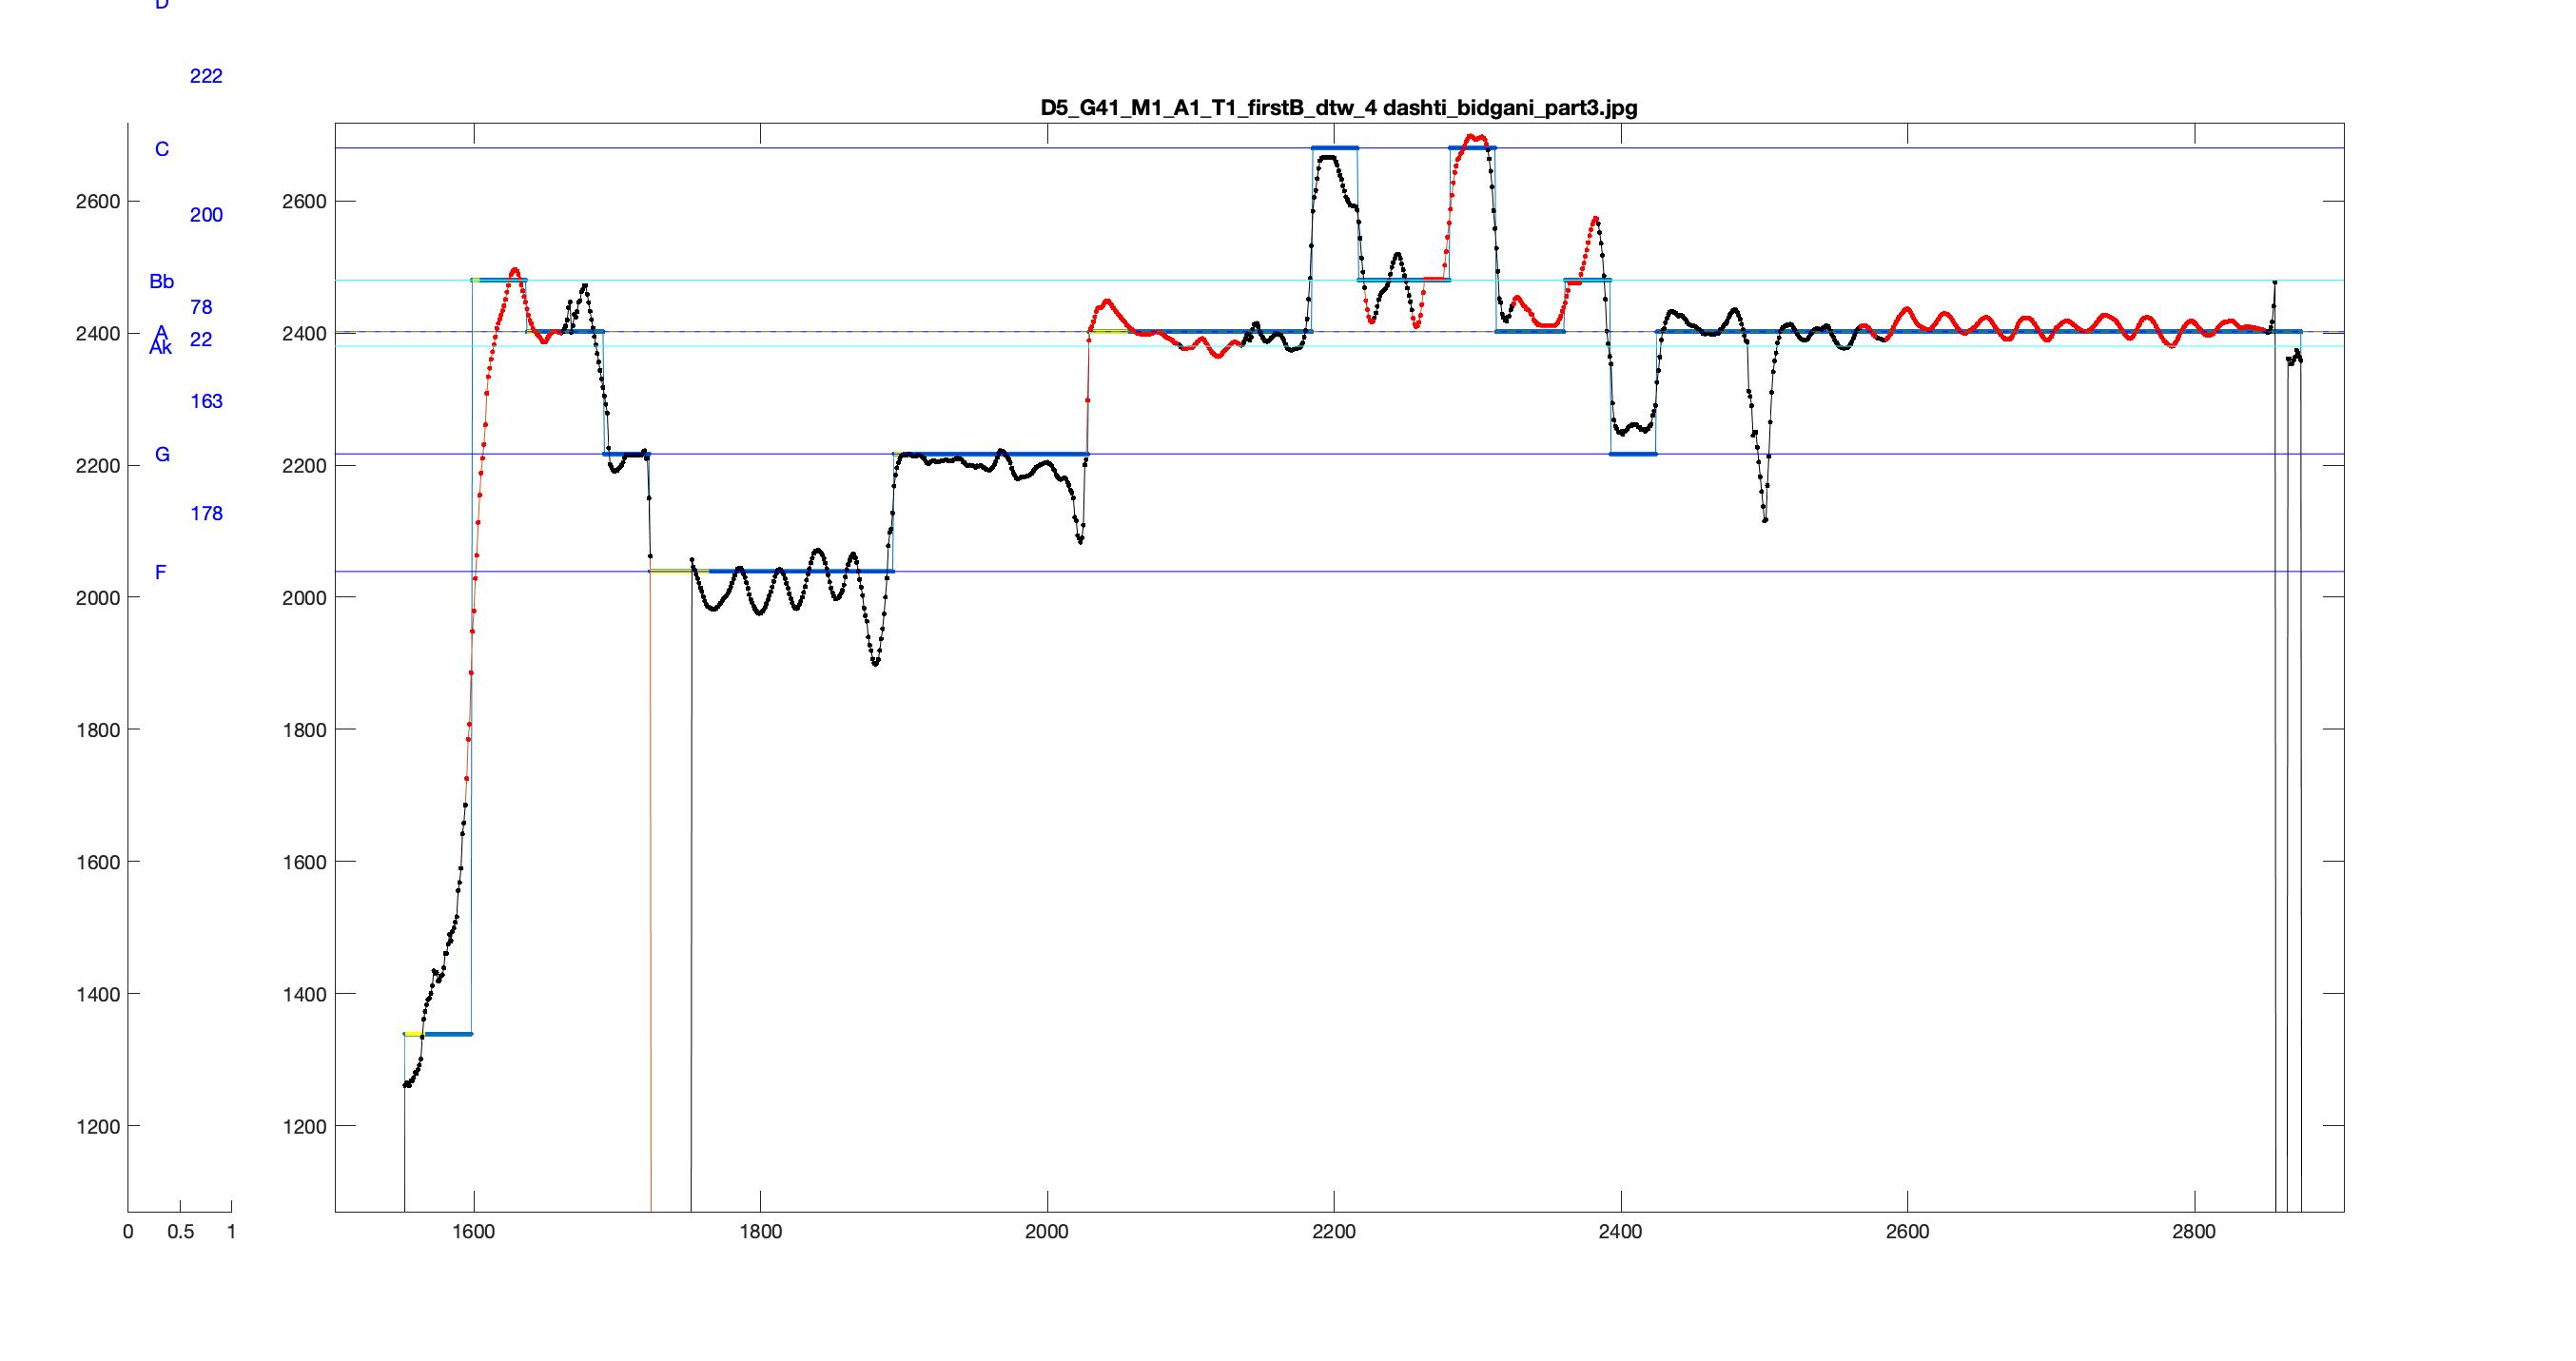 D
222
D5_G41_M1_A1_T1_firstB_dtw_4 dashti_bidgani_part3.jpg
C
2600 200 2600
Bb
78
2400 A 22 2400
Ak
163
2200 G 2200
178
F
2000 2000
1800 1800
1600 1600
1400 1400
1200 1200
0 0.5 1 1600 1800 2000 2200 2400 2600 2800